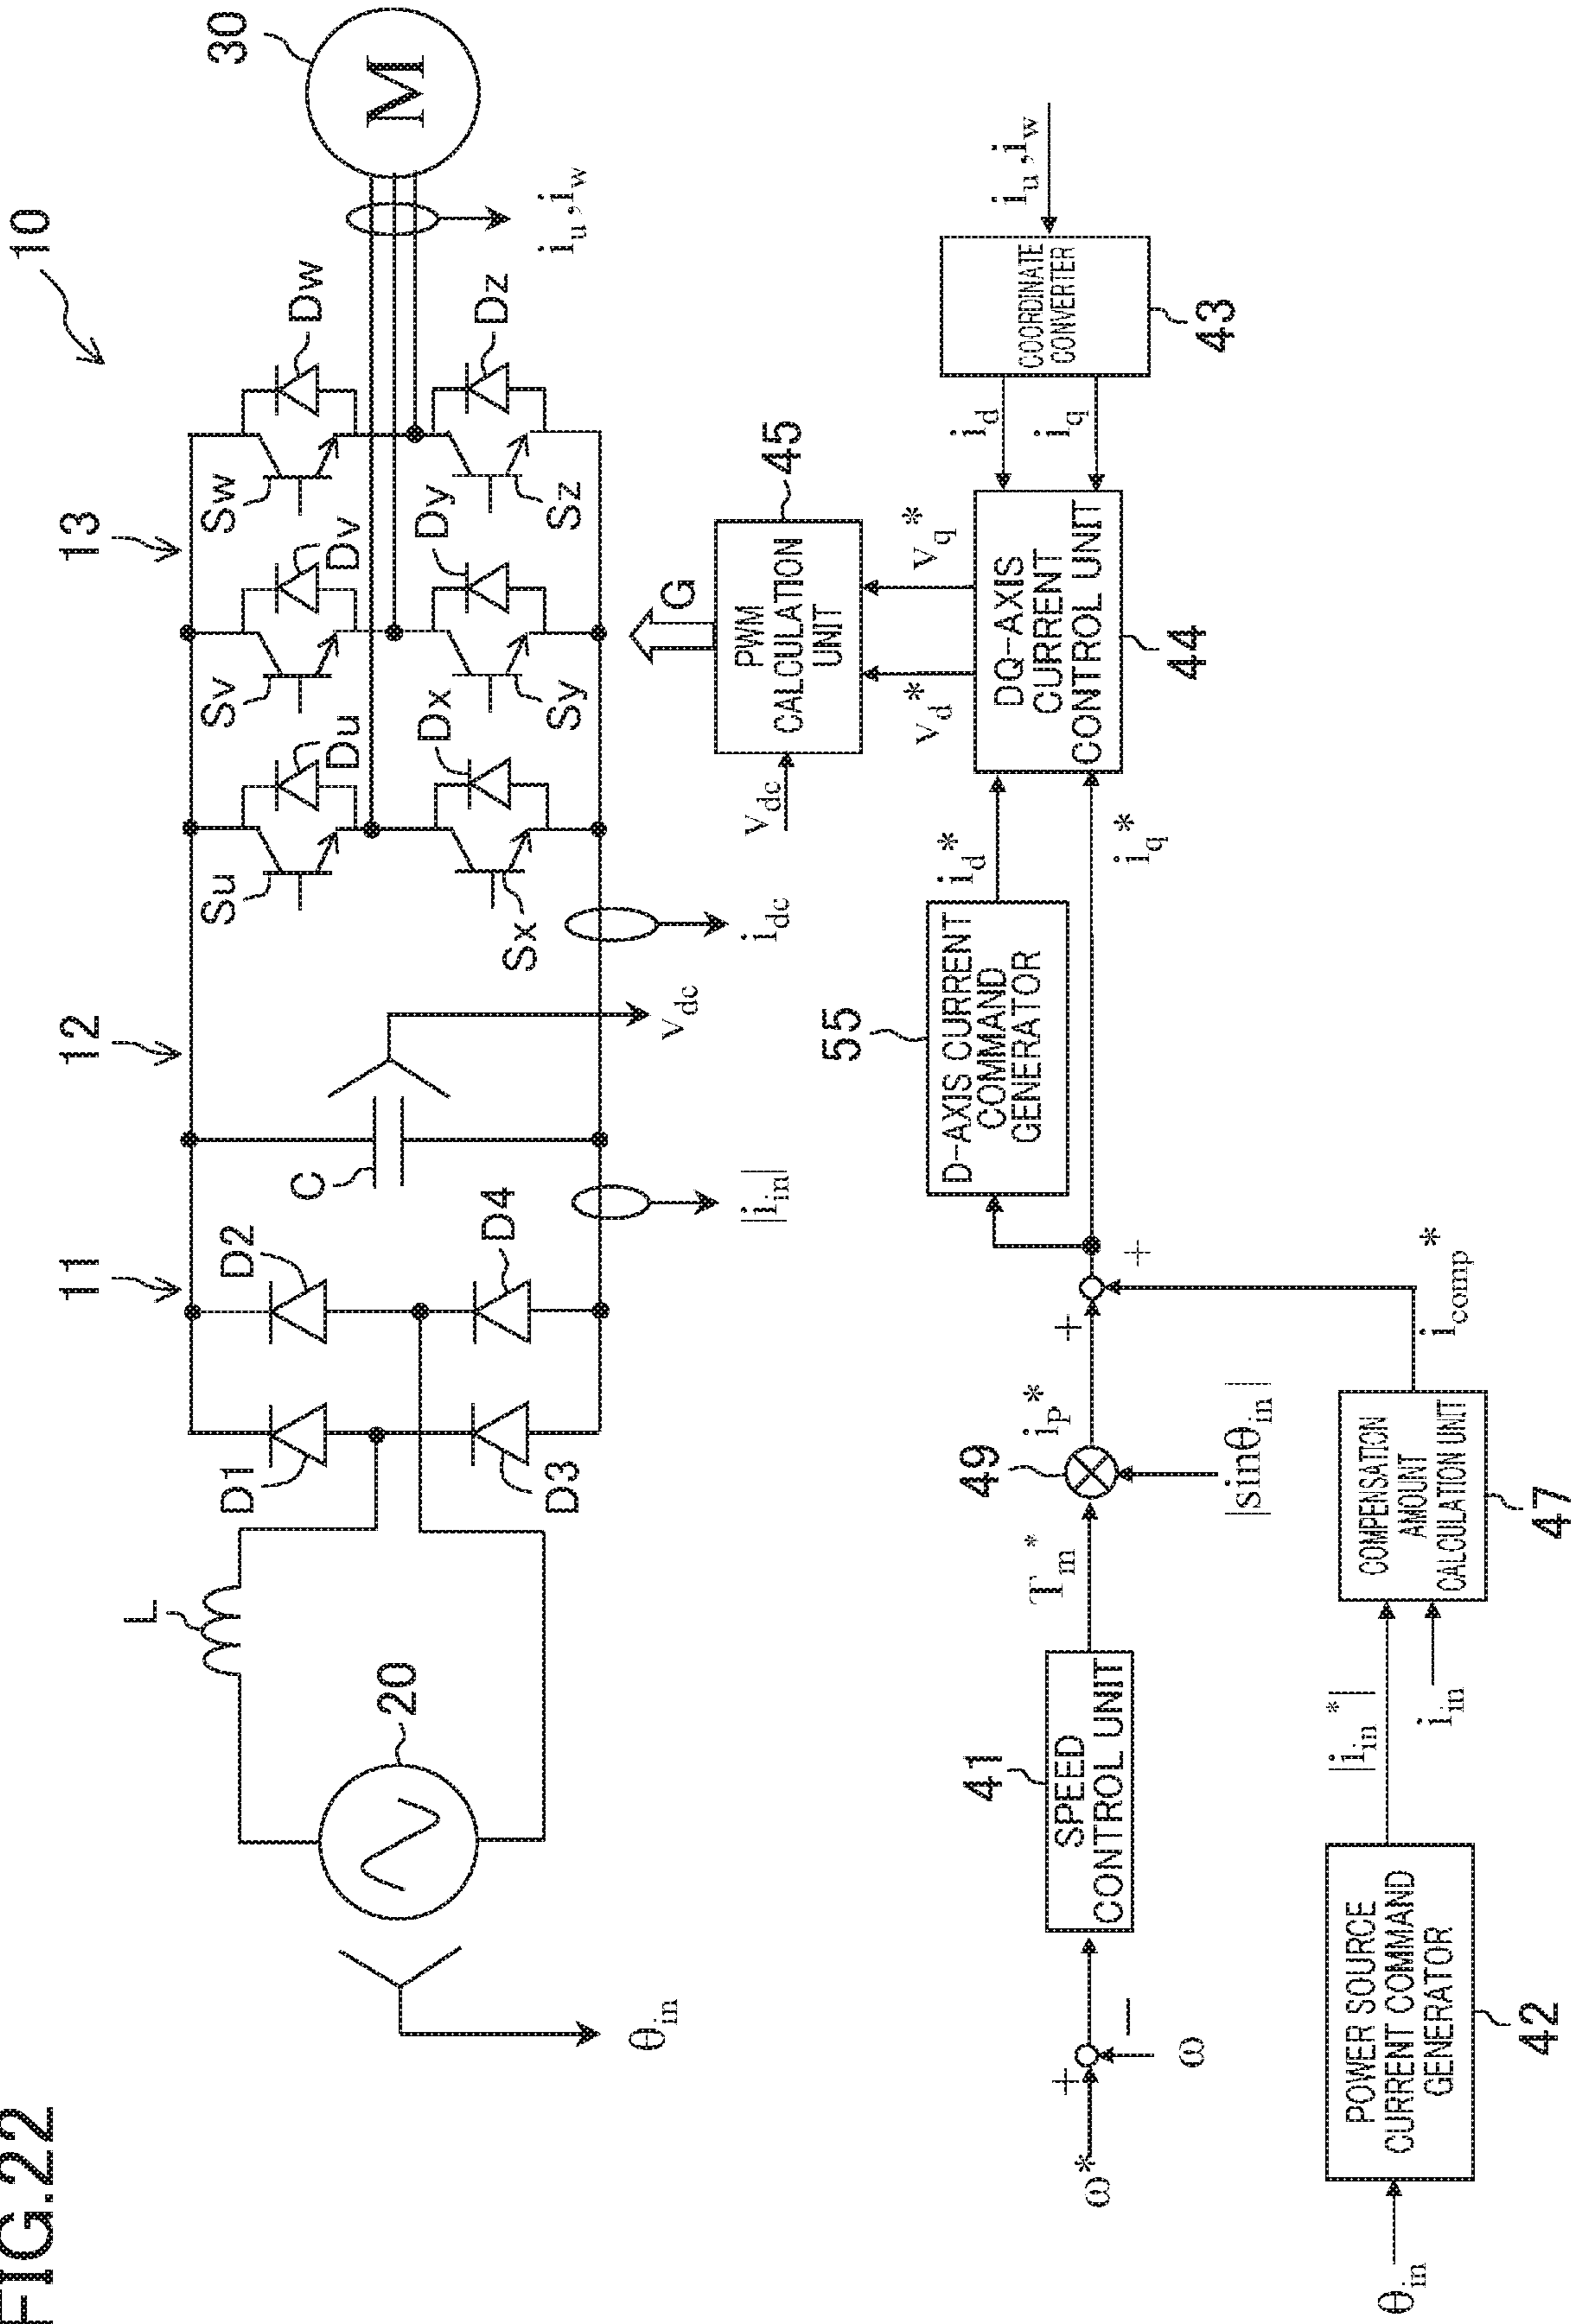 FIG.22
10
11
12
13
L
20
θin
D1
D2
D3
D4
C
|iin|
vdc
idc
Su
Du
Sv
Dv
Sw
Dw
Sx
Dx
Sy
Dy
Sz
Dz
30
M
iu,iw
G
45
PWM
CALCULATION
UNIT
vdc
vd*
vq*
DQ-AXIS
CURRENT
CONTROL UNIT
44
id
iq
COORDINATE
CONVERTER
43
iu,iw
55
D-AXIS CURRENT
COMMAND
GENERATOR
id*
iq*
ω*
+
−
ω
41
SPEED
CONTROL UNIT
Tm*
49
|sinθin|
iP*
+
+
θin
POWER SOURCE
CURRENT COMMAND
GENERATOR
42
|iin*|
iin
COMPENSATION
AMOUNT
CALCULATION UNIT
47
icomp*